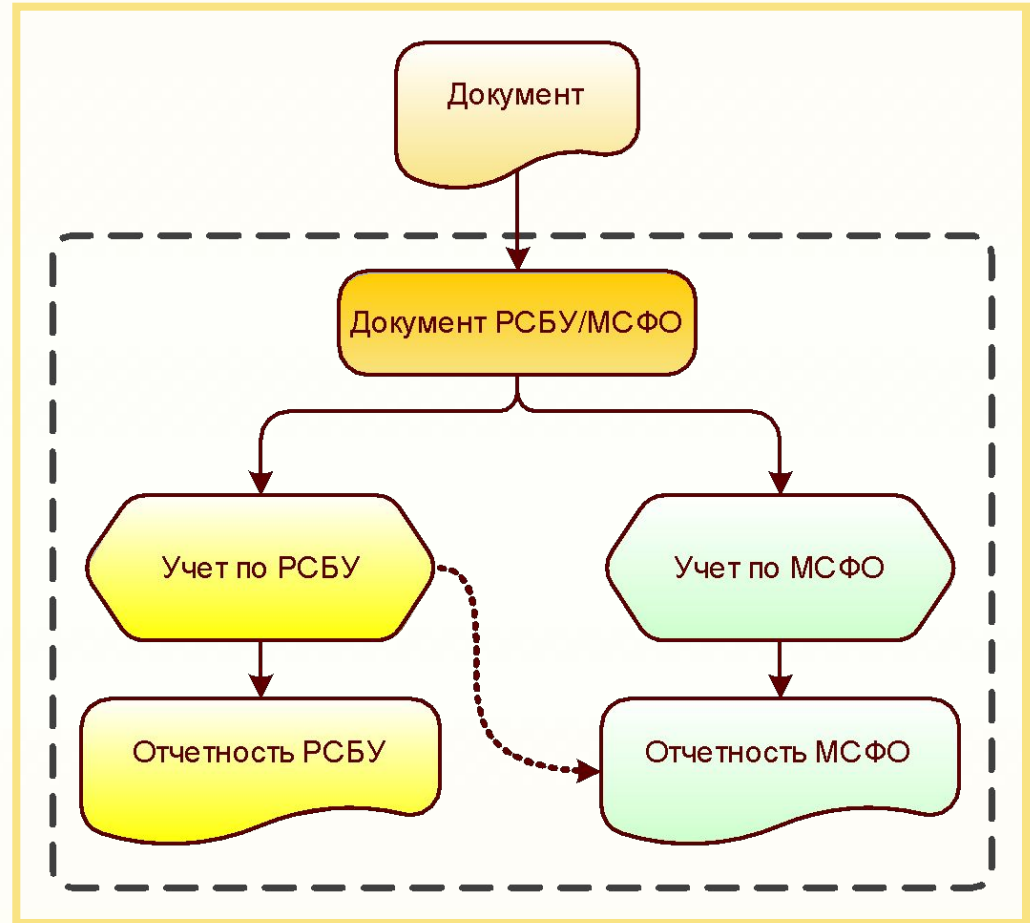 Документ
Документ РСБУ/МСФО
Учет по РСБУ
Учет по МСФО
Отчетность РСБУ
Отчетность МСФО